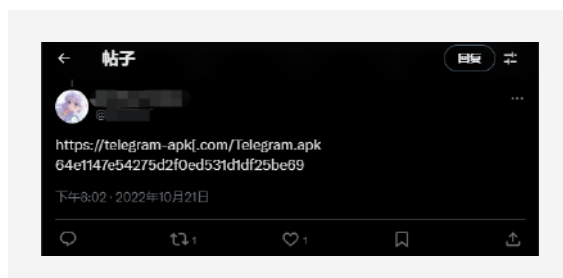 帖子
回复
https://telegram-apk[.com/Telegram.apk
64e1147e54275d2f0ed531d1df25be69
下午8:02 · 2022年10月21日
1
1